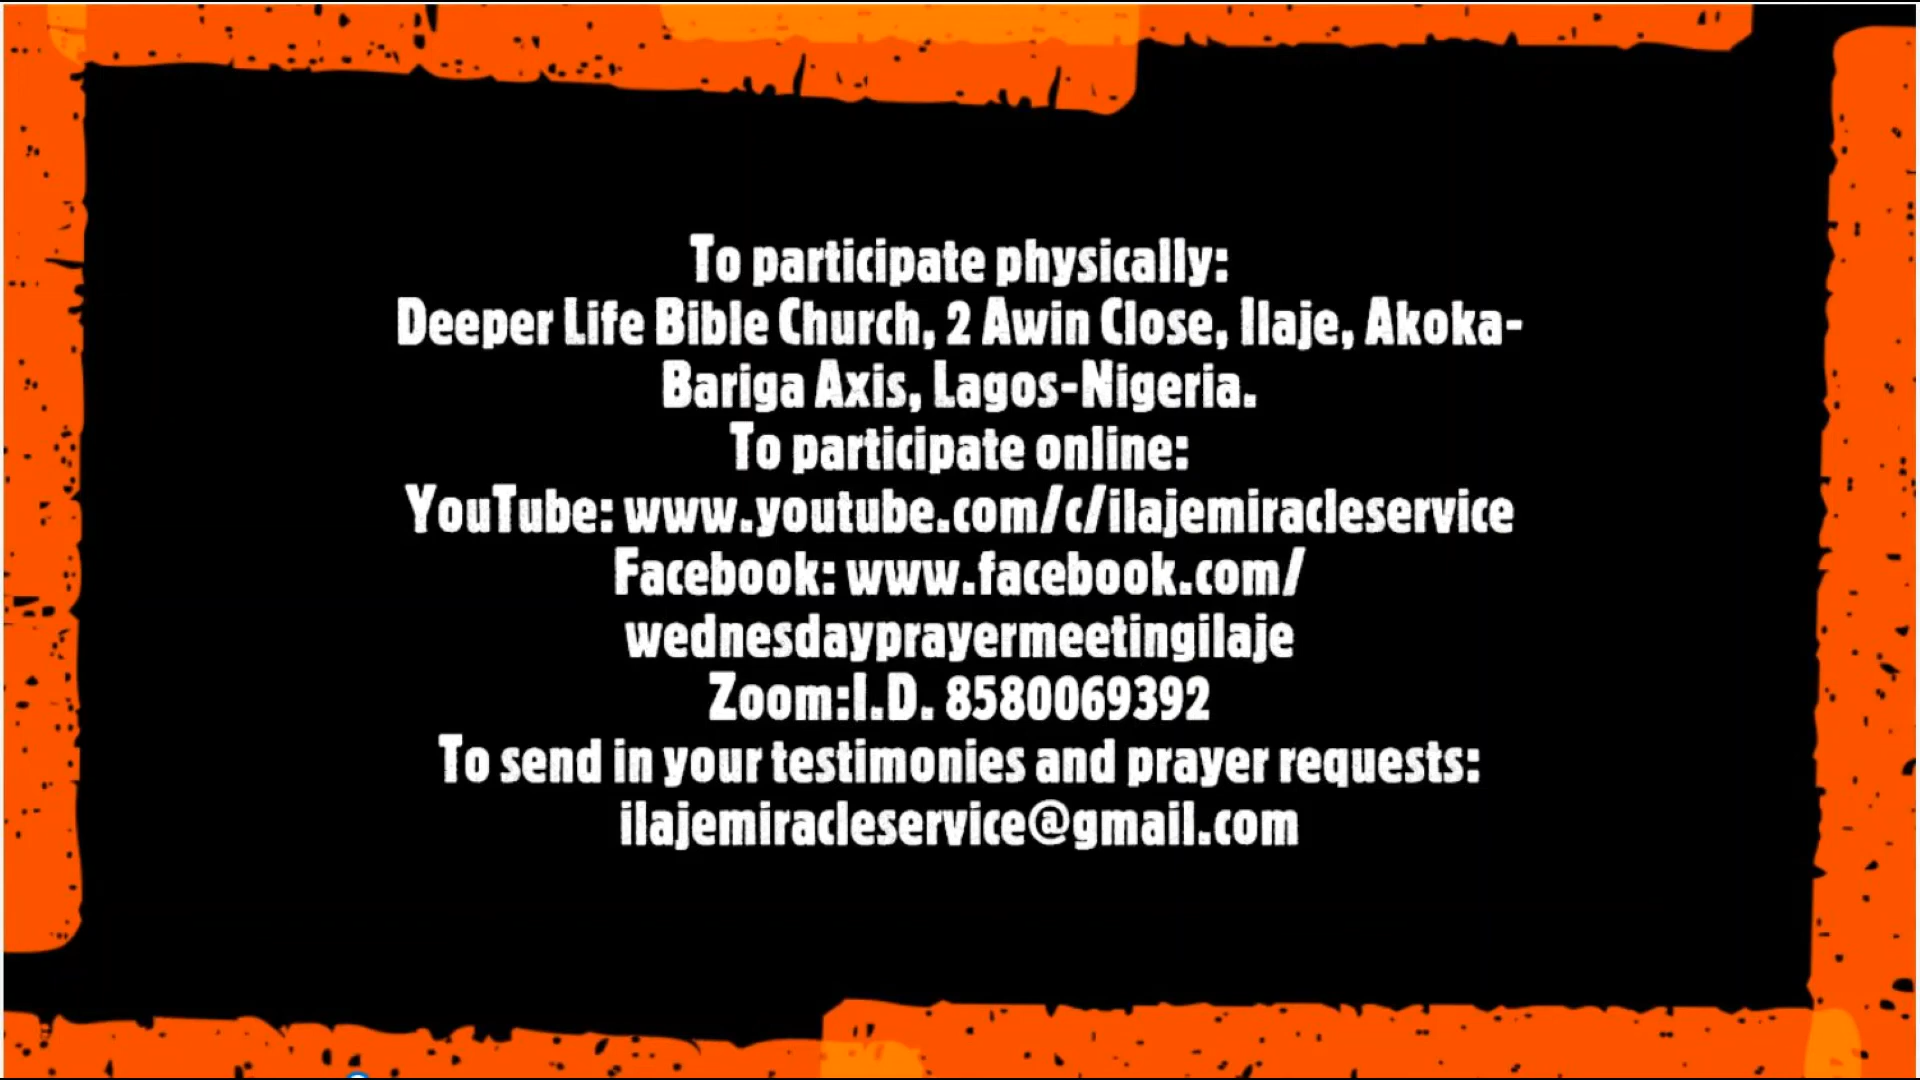 To participate physically:
Deeper Life Bible Church, 2 Awin Close, Ilaje, Akoka-
Bariga Axis, Lagos-Nigeria.
To participate online:
YouTube: www.youtube.com/c/ilajemiracleservice
Facebook: www.facebook.com/
wednesdayprayermeetingilaje
Zoom:I.D. 8580069392
To send in your testimonies and prayer requests:
ilajemiracleservice@gmail.com